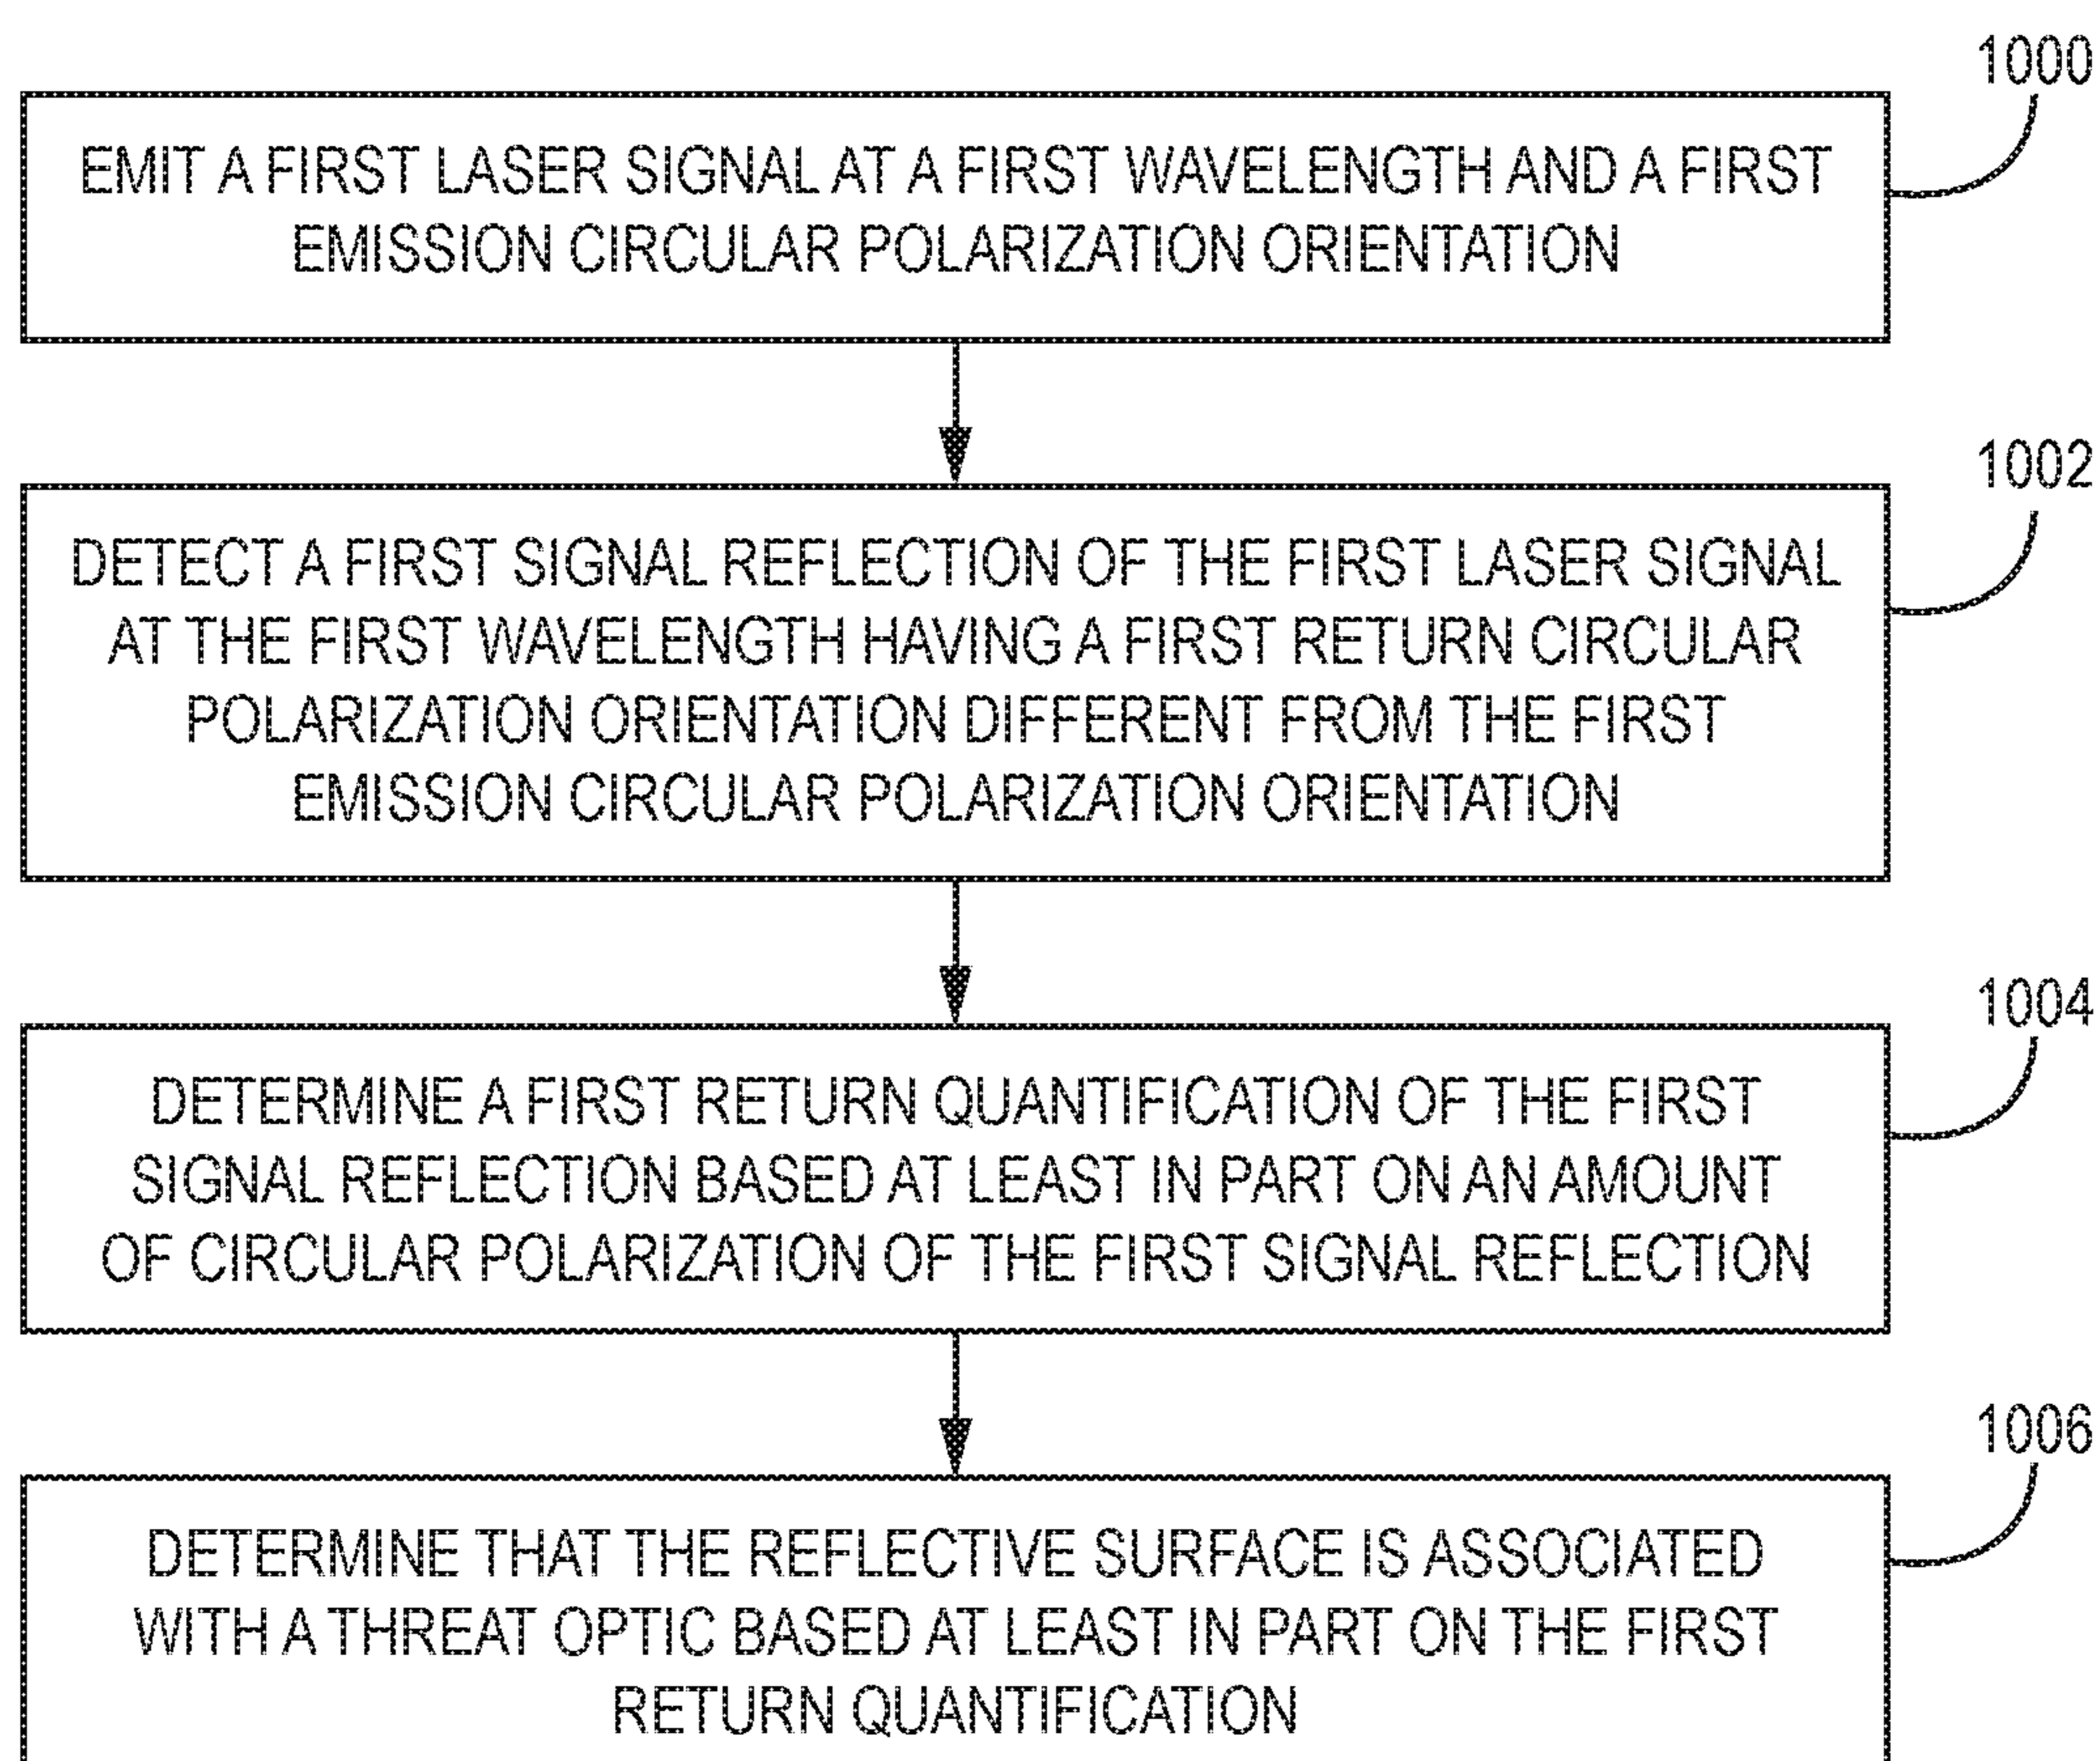 1000
EMIT A FIRST LASER SIGNAL AT A FIRST WAVELENGTH AND A FIRST
EMISSION CIRCULAR POLARIZATION ORIENTATION
1002
DETECT A FIRST SIGNAL REFLECTION OF THE FIRST LASER SIGNAL
AT THE FIRST WAVELENGTH HAVING A FIRST RETURN CIRCULAR
POLARIZATION ORIENTATION DIFFERENT FROM THE FIRST
EMISSION CIRCULAR POLARIZATION ORIENTATION
1004
DETERMINE A FIRST RETURN QUANTIFICATION OF THE FIRST
SIGNAL REFLECTION BASED AT LEAST IN PART ON AN AMOUNT
OF CIRCULAR POLARIZATION OF THE FIRST SIGNAL REFLECTION
1006
DETERMINE THAT THE REFLECTIVE SURFACE IS ASSOCIATED
WITH A THREAT OPTIC BASED AT LEAST IN PART ON THE FIRST
RETURN QUANTIFICATION